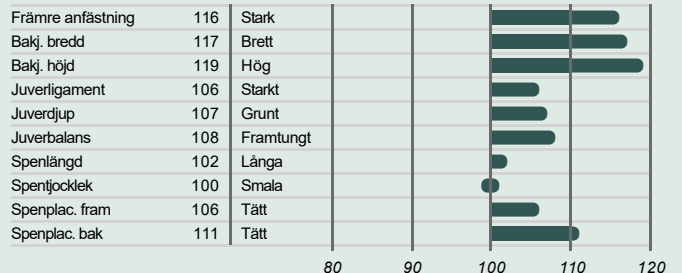 Främre anfästning 116 Stark
Bakj. bredd 117 Brett
Bakj. höjd 119 Hög
Juverligament 106 Starkt
Juverdjup 107 Grunt
Juverbalans 108 Framtungt
Spenlängd 102 Långa
Spentjocklek 100 Smala
Spenplac. fram 106 Tätt
Spenplac. bak 111 Tätt
80 90 100 110 120